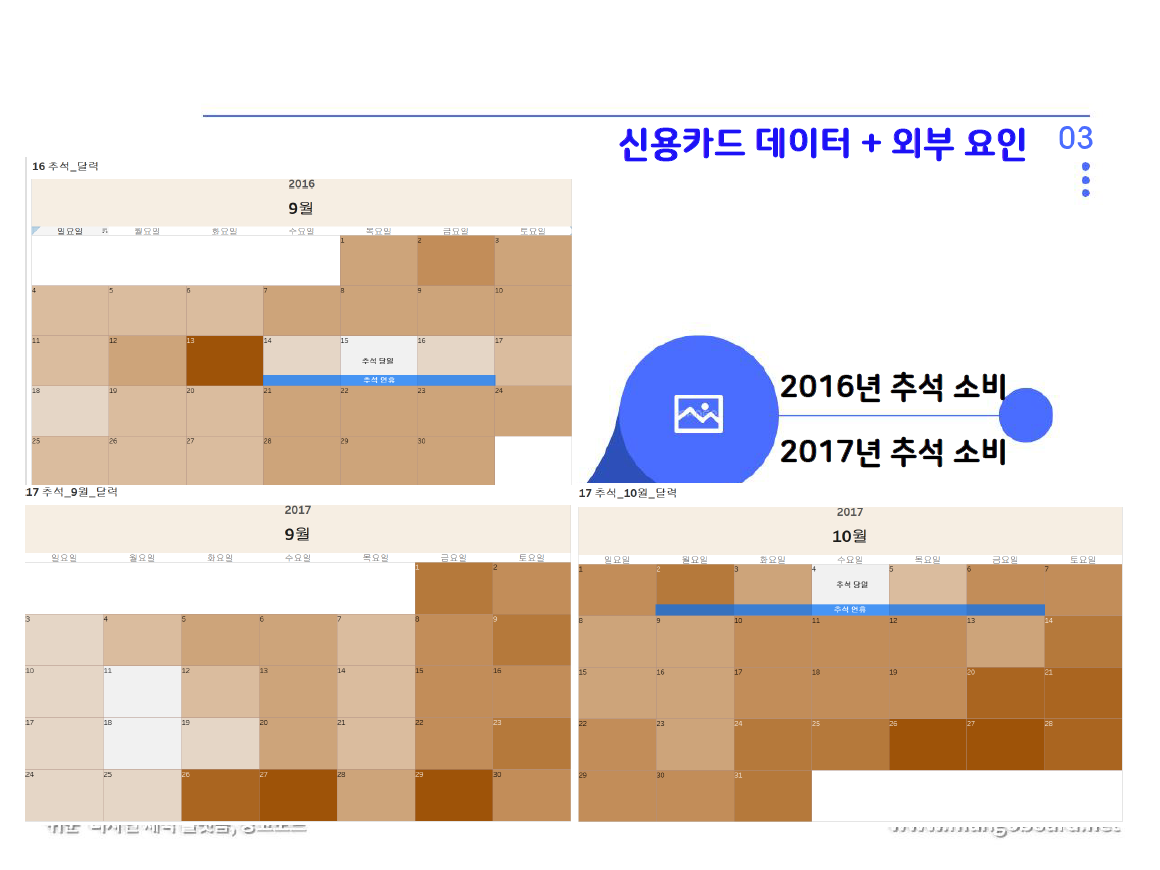 신용카드 데이터 + 외부 요인
03
16 추석_달력
2016
9월
일요일 월요일 화요일 수요일 목요일 금요일 토요일
1 2 3
4 5 6 7 8 9 10
11 12 13 14 15 16 17
추석 당일
추석 연휴
18 19 20 21 22 23 24
25 26 27 28 29 30
2016년 추석 소비
2017년 추석 소비
17 추석_9월_달력
2017
9월
일요일 월요일 화요일 수요일 목요일 금요일 토요일
1 2
3 4 5 6 7 8 9
10 11 12 13 14 15 16
17 18 19 20 21 22 23
24 25 26 27 28 29 30
17 추석_10월_달력
2017
10월
일요일 월요일 화요일 수요일 목요일 금요일 토요일
1 2 3 4 5 6 7
추석 당일
추석 연휴
8 9 10 11 12 13 14
15 16 17 18 19 20 21
22 23 24 25 26 27 28
29 30 31
www.mangoboard.net